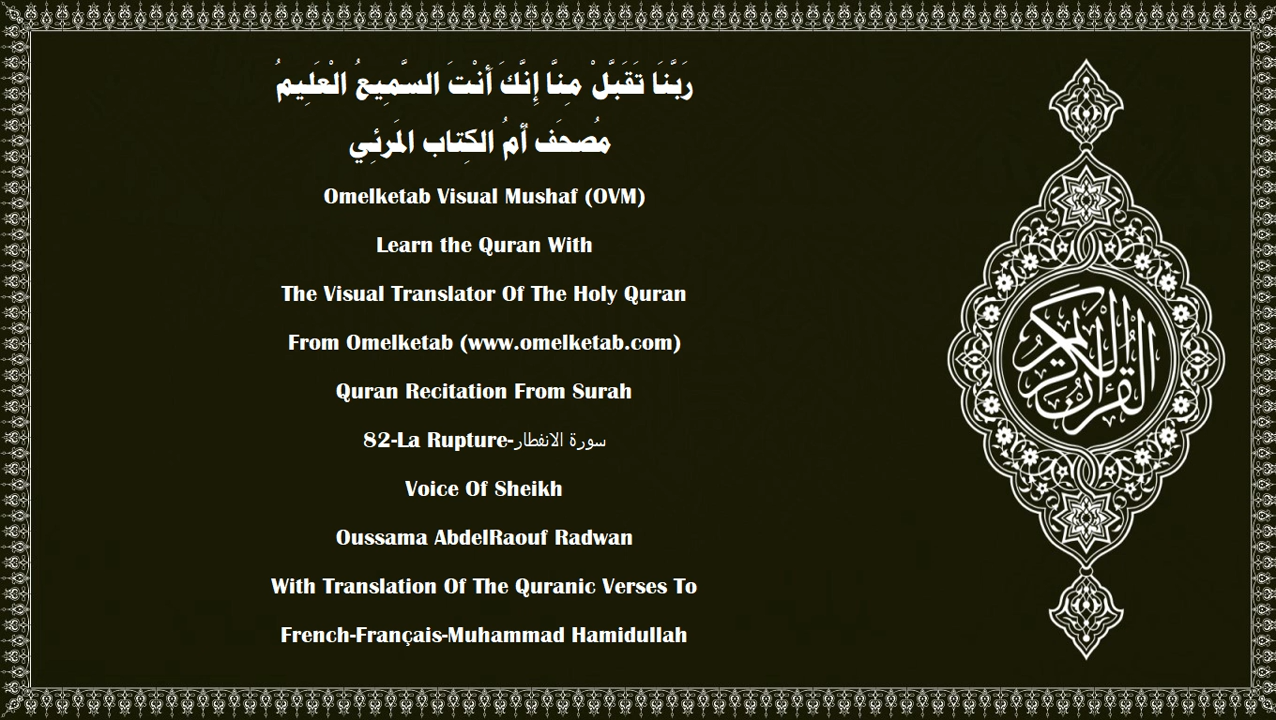 رَبَّنَا تَقَبَّلْ مِنَّا إِنَّكَ أَنْتَ السَّمِيعُ الْعَلِيمُ
مُصحَف أمُ الكِتاب المَرئِي
Omelketab Visual Mushaf (OVM)
Learn the Quran With
The Visual Translator Of The Holy Quran
From Omelketab (www.omelketab.com)
Quran Recitation From Surah
82-La Rupture-سورة الانفطار
Voice Of Sheikh
Oussama AbdelRaouf Radwan
With Translation Of The Quranic Verses To
French-Français-Muhammad Hamidullah
القرآن الكريم